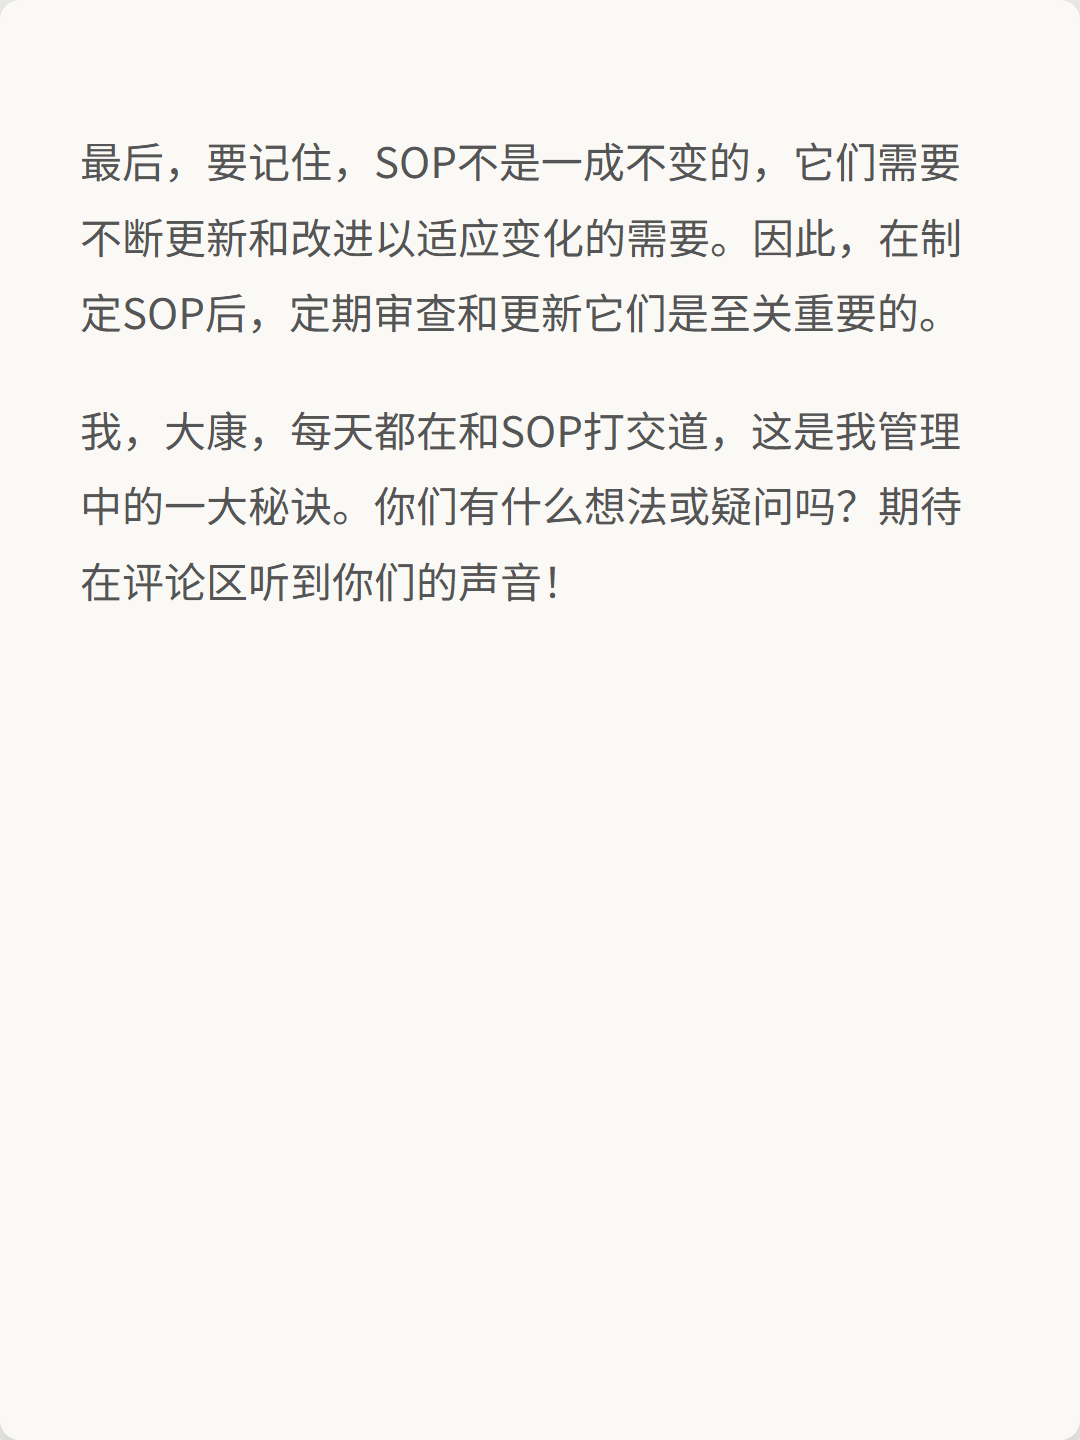 最后，要记住，SOP不是一成不变的，它们需要
不断更新和改进以适应变化的需要。因此，在制
定SOP后，定期审查和更新它们是至关重要的。
我，大康，每天都在和SOP打交道，这是我管理
中的一大秘诀。你们有什么想法或疑问吗？期待
在评论区听到你们的声音！